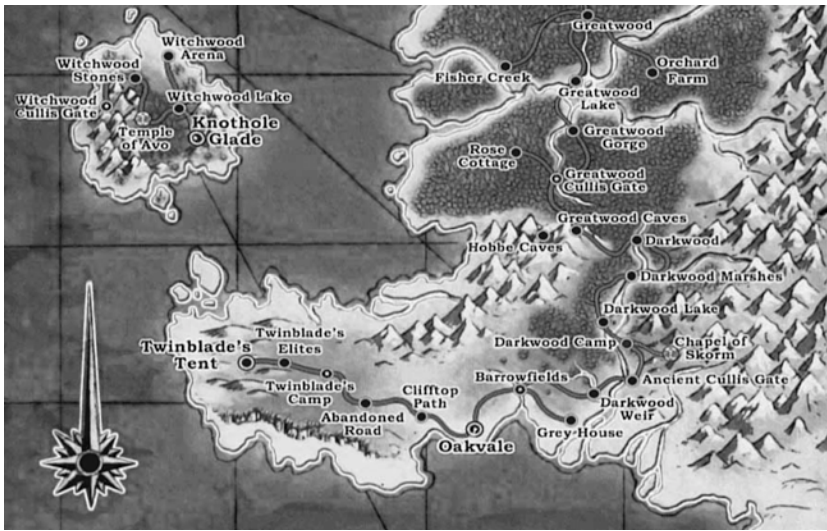 Witchwood
Arena
Witchwood
Stones
Witchwood
Cullis Gate
Witchwood Lake
Temple
of Avo
Knothole
Glade
Greatwood
Fisher Creek
Orchard
Farm
Greatwood
Lake
Greatwood
Gorge
Rose
Cottage
Greatwood
Cullis Gate
Greatwood Caves
Hobbe Caves
Darkwood
Darkwood Marshes
Darkwood Lake
Darkwood Camp
Chapel of
Skorm
Twinblade's
Tent
Twinblade's
Elites
Twinblade's
Camp
Abandoned
Road
Clifftop
Path
Barrowfields
Ancient Cullis Gate
Darkwood
Weir
Oakvale
Grey House